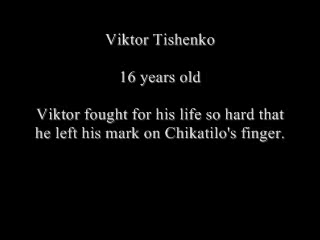 Viktor Tishenko
16 years old
Viktor fought for his life so hard that
he left his mark on Chikatilo's finger.